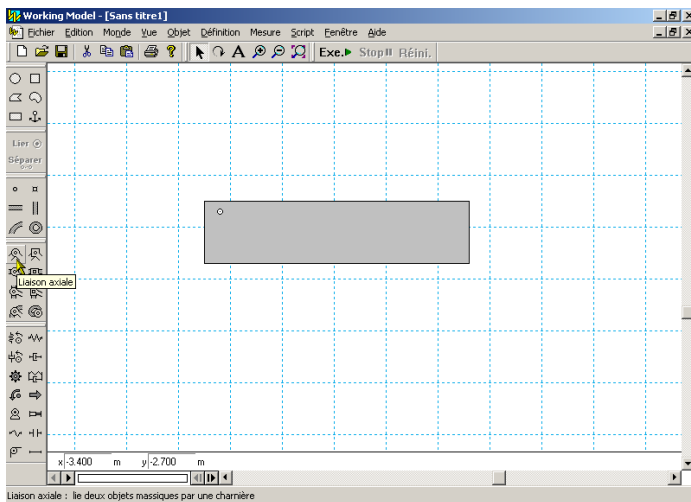 Working Model - [Sans titre1]
Fichier Edition Monde Vue Objet Définition Mesure Script Fenêtre Aide
A Exe. Stop Réini.
Lier
Séparer
Liaison axiale
x -3.400 m y -2.700 m
Liaison axiale : lie deux objets massiques par une charnière